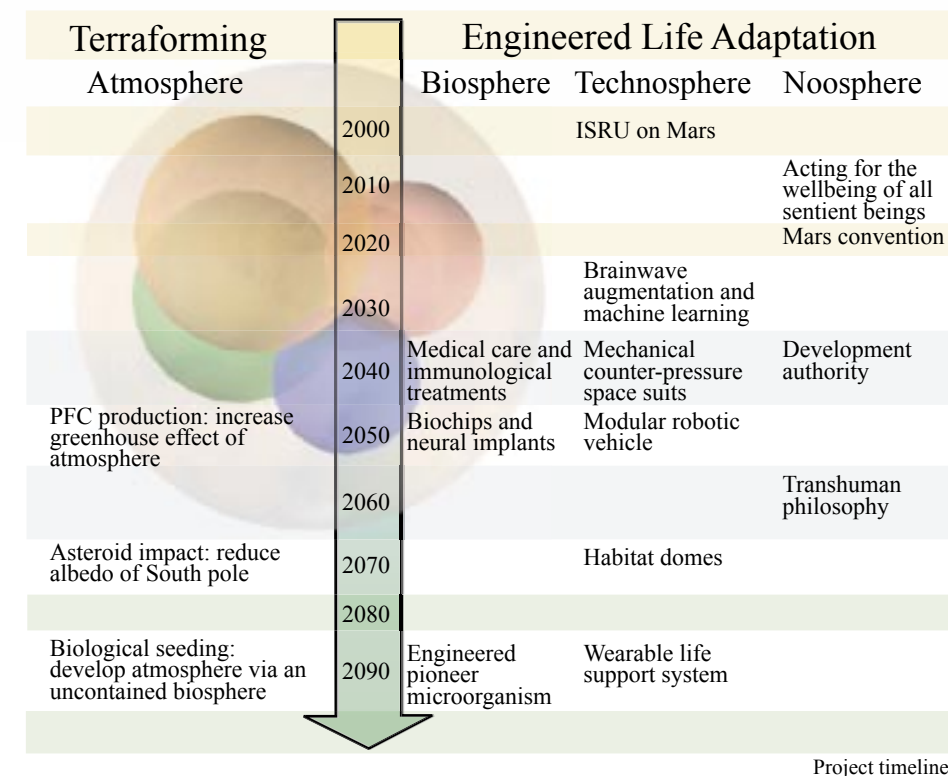 Terraforming
Engineered Life Adaptation
Atmosphere
Biosphere
Technosphere
Noosphere
2000
ISRU on Mars
2010
Acting for the
wellbeing of all
sentient beings
2020
Mars convention
2030
Brainwave
augmentation and
machine learning
2040
Medical care and
immunological
treatments
Mechanical
counter-pressure
space suits
Development
authority
PFC production: increase
greenhouse effect of
atmosphere
2050
Biochips and
neural implants
Modular robotic
vehicle
2060
Transhuman
philosophy
Asteroid impact: reduce
albedo of South pole
2070
Habitat domes
2080
Biological seeding:
develop atmosphere via an
uncontained biosphere
2090
Engineered
pioneer
microorganism
Wearable life
support system
Project timeline